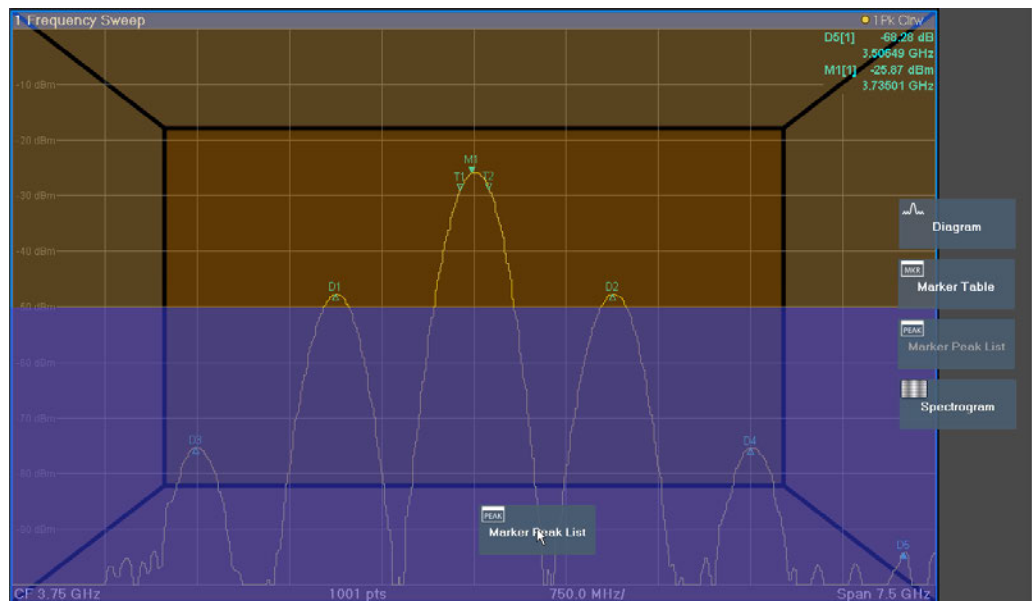 1 Frequency Sweep
1Pk Clrw
D5[1] -68.28 dB
3.50649 GHz
M1[1] -25.87 dBm
3.73501 GHz
-10 dBm
-20 dBm
M1
T1 T2
-30 dBm
Diagram
-40 dBm
MKR
Marker Table
D1
D2
-50 dBm
PEAK
Marker Peak List
-60 dBm
Spectrogram
-70 dBm
D3
D4
-80 dBm
PEAK
Marker Peak List
-90 dBm
D5
CF 3.75 GHz
1001 pts
750.0 MHz/
Span 7.5 GHz